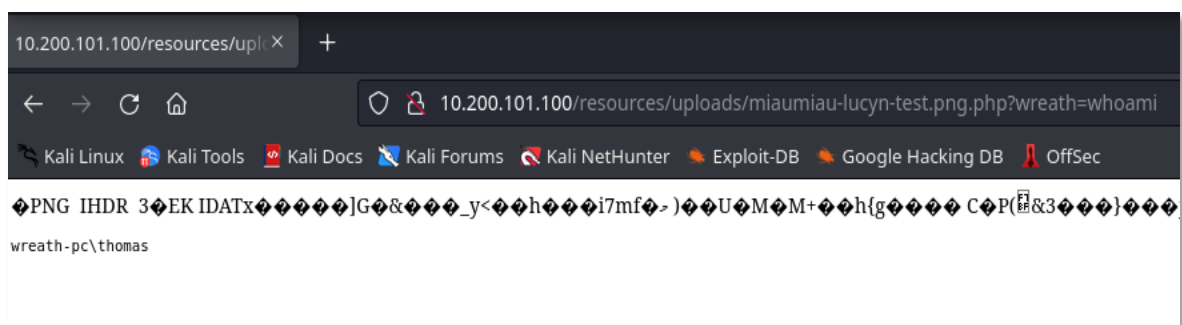 10.200.101.100/resources/uplo
10.200.101.100/resources/uploads/miaumiau-lucyn-test.png.php?wreath=whoami
Kali Linux Kali Tools Kali Docs Kali Forums Kali NetHunter Exploit-DB Google Hacking DB OffSec
�PNG IHDR 3�EK IDATx�����]G�&���_y<��h���i7mf� )��U�M�M+��h{g���� C�P( &3���}���
wreath-pc\thomas